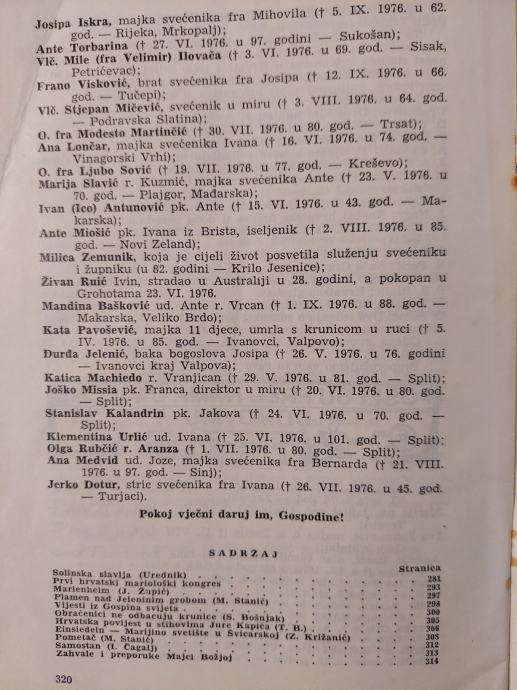 Josipa Iskra, majka svećenika fra Mihovila († 5. IX. 1976. u 62.
god. — Rijeka, Mrkopalj);
Ante Torbarina († 27. VI. 1976. u 97. godini — Sukošan);
Vlč. Mile (fra Velimir) Ilovača († 3. VI. 1976. u 69. god. — Sisak,
Petrićevac);
Frano Visković, brat svećenika fra Josipa († 12. IX. 1976. u 66.
god. — Tučepi);
Vlč. Stjepan Mičević, svećenik u miru († 3. VIII. 1976. u 64. god.
— Podravska Slatina);
O. fra Modesto Martinčić († 30. VII. 1976. u 80. god. — Trsat);
Ana Lončar, majka svećenika Ivana († 16. VI. 1976. u 74. god. —
Vinagorski Vrhi);
O. fra Ljubo Sović († 19. VII. 1976. u 77. god. — Kreševo);
Marija Slavić r. Kuzmić, majka svećenika Ante († 23. V. 1976. u
70. god. — Plajgor, Mađarska);
Ivan (Ico) Antunović pk. Ante († 15. VI. 1976. u 43. god. — Ma-
karska);
Ante Miošić pk. Ivana iz Brista, iseljenik († 2. VIII. 1976. u 85.
god. — Novi Zeland);
Milica Zemunik, koja je cijeli život posvetila služenju svećeniku
i župniku (u 82. godini — Krilo Jesenice);
Živan Ruić Ivin, stradao u Australiji u 28. godini, a pokopan u
Grohotama 23. VI. 1976.
Mandina Bašković ud. Ante r. Vrcan († 1. IX. 1976. u 88. god. —
Makarska, Veliko Brdo);
Kata Pavošević, majka 11 djece, umrla s krunicom u ruci († 5.
IV. 1976. u 85. god. — Ivanovci, Valpovo);
Đurđa Jelenić, baka bogoslova Josipa († 26. V. 1976. u 76. godini
— Ivanovci kraj Valpova);
Katica Machiedo r. Vranjican († 29. V. 1976. u 81. god. — Split);
Joško Missia pk. Franca, direktor u miru († 20. VI. 1976. u 80. god.
— Split);
Stanislav Kalandrin pk. Jakova († 24. VI. 1976. u 70. god. —
Split);
Klementina Urlić ud. Ivana († 25. VI. 1976. u 101. god. — Split);
Olga Rubčić r. Aranza († 1. VII. 1976. u 80. god. — Split);
Ana Medvid ud. Joze, majka svećenika fra Bernarda († 21. VIII.
1976. u 97. god. — Sinj);
Jerko Dotur, stric svećenika fra Ivana († 26. VII. 1976. u 45. god.
— Turjaci).
Pokoj vječni daruj im, Gospodine!
SADRŽAJ
Stranica
Solinska slavija (Urednik) . . . 281
Prvi hrvatski mariološki kongres . . . 293
Marienheim (J. Župić) . . . 297
Plamen nad Jeleninim grobom (M. Stanić) . . . 298
Vijesti iz Gospina svijeta . . . 300
Obraćenici ne odbacuju krunice (S. Bošnjak) . . . 305
Hrvatska povijest u stihovima Jure Kapića (T. B.) . . . 306
Einsiedeln — Marijino svetište u Švicarskoj (Z. Križanić) . . . 308
Pometač (M. Stanić) . . . 312
Samostan (I. Čagalj) . . . 313
Zahvale i preporuke Majci Božjoj . . . 314
320